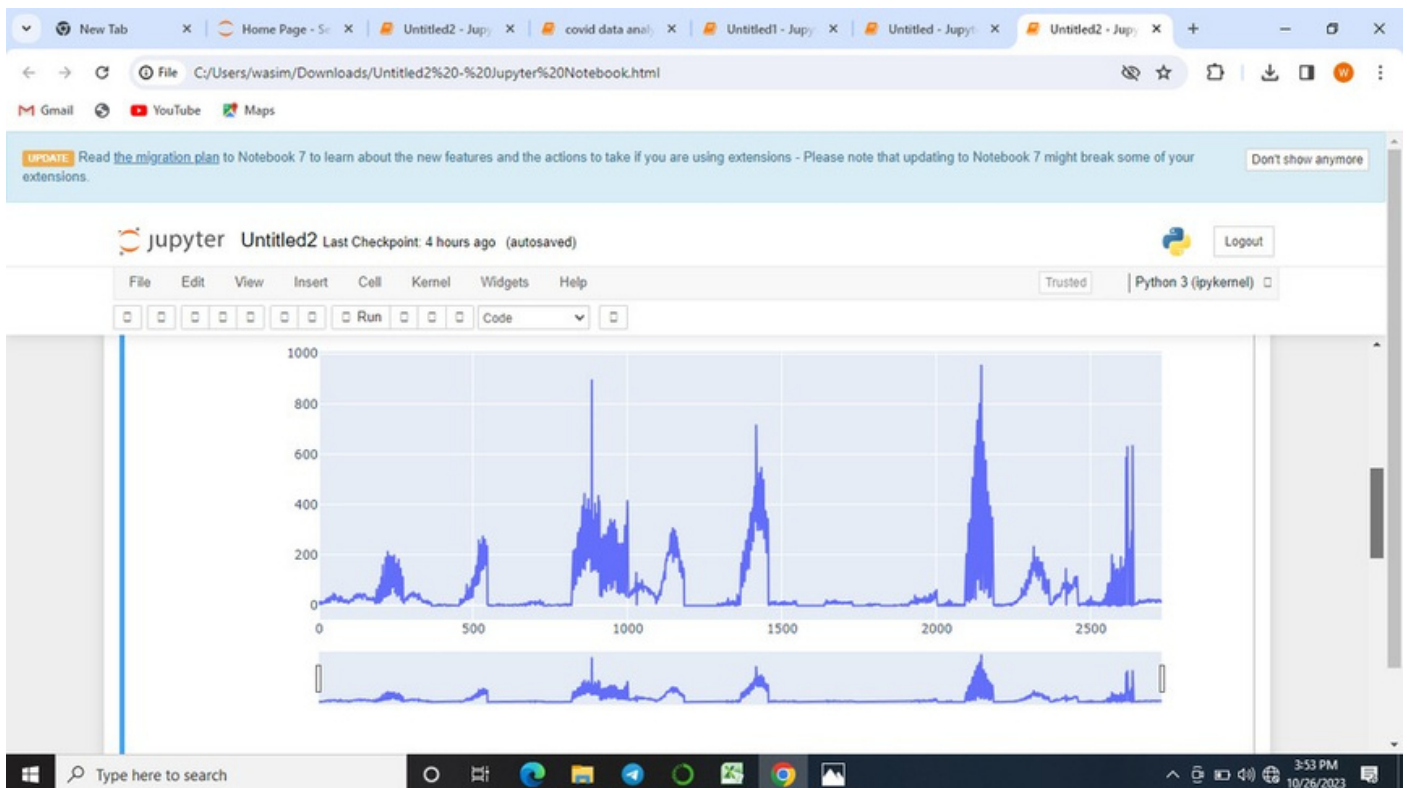 New Tab
Home Page - Se
Untitled2 - Jupy
covid data analy
Untitled1 - Jupy
Untitled - Jupyt
Untitled2 - Jupy
File C:/Users/wasim/Downloads/Untitled2%20-%20Jupyter%20Notebook.html
W
Gmail YouTube Maps
UPDATE Read the migration plan to Notebook 7 to learn about the new features and the actions to take if you are using extensions - Please note that updating to Notebook 7 might break some of your
extensions.
Don't show anymore
jupyter Untitled2 Last Checkpoint: 4 hours ago (autosaved)
Logout
File Edit View Insert Cell Kernel Widgets Help
Trusted
Python 3 (ipykernel)
Run
Code
1000
800
600
400
200
0
0 500 1000 1500 2000 2500
Type here to search
3:53 PM
10/26/2023